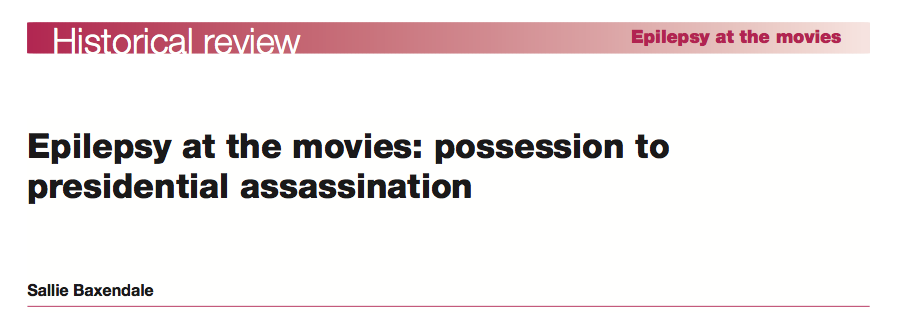 Historical review
Epilepsy at the movies
Epilepsy at the movies: possession to
presidential assassination
Sallie Baxendale